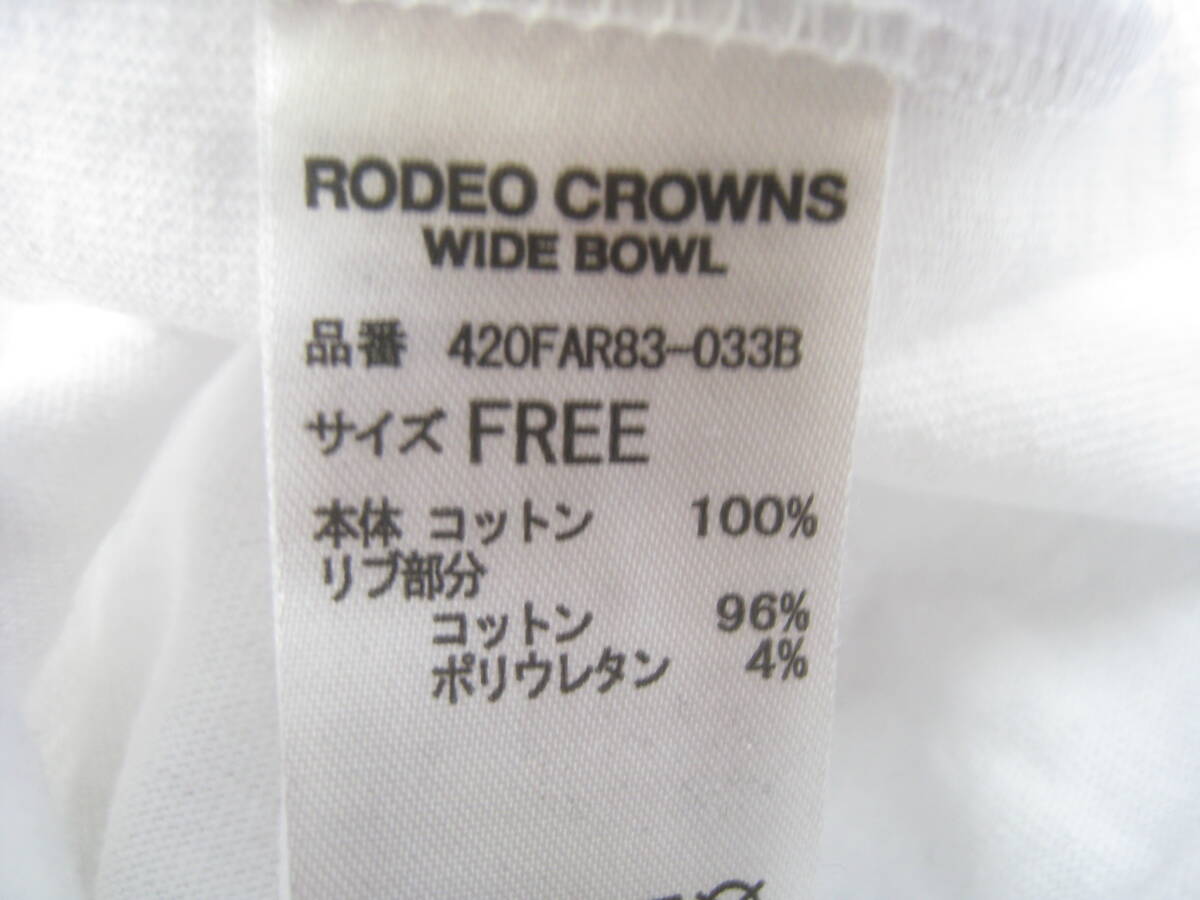 RODEO CROWNS
WIDE BOWL
品番 420FAR83-033B
サイズ FREE
本体 コットン 100%
リブ部分
コットン 96%
ポリウレタン 4%